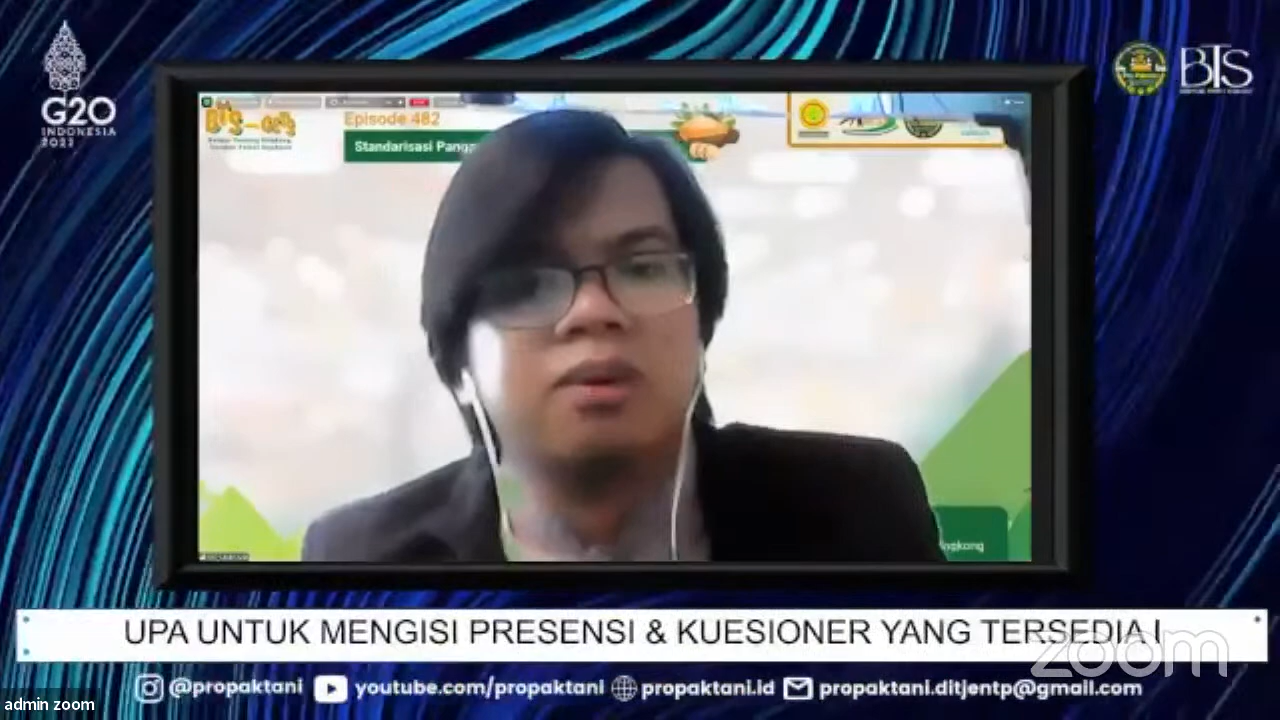 G20
INDONESIA
2022
BTS
Episode 482
Standarisasi Panga
UPA UNTUK MENGISI PRESENSI & KUESIONER YANG TERSEDIA
zoom
@propaktani
youtube.com/propaktani
propaktani.id
propaktani.ditjentp@gmail.com
admin zoom